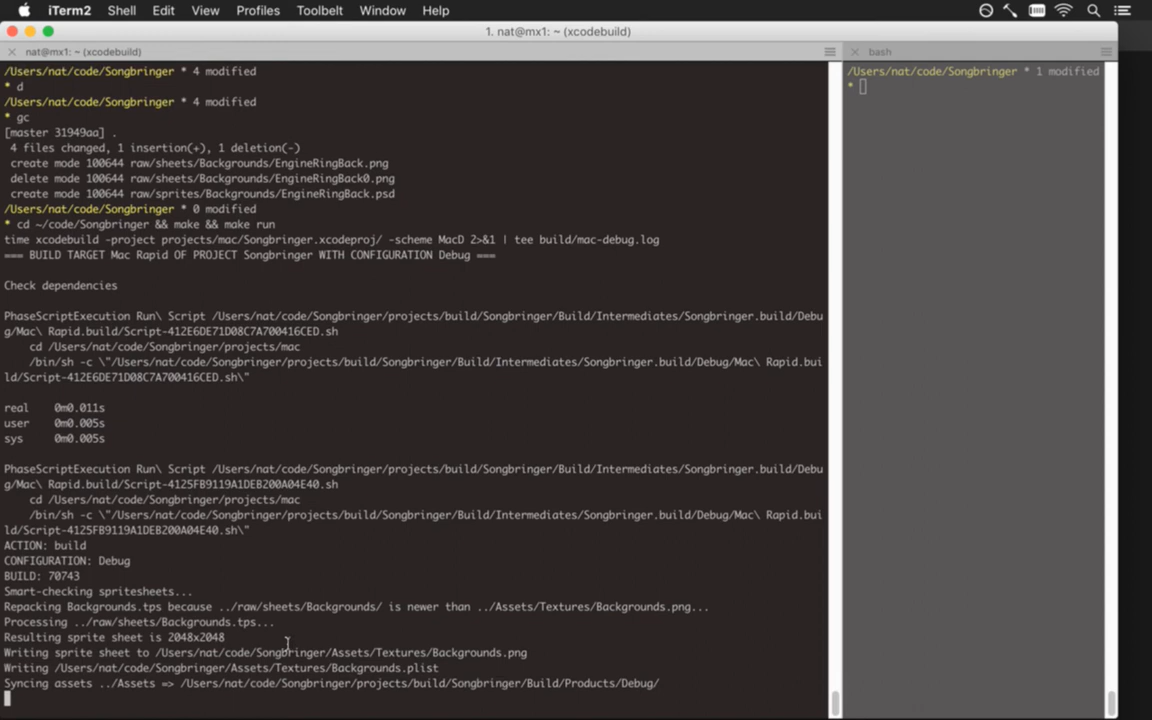 iTerm2 Shell Edit View Profiles Toolbelt Window Help
1. nat@mx1: ~ (xcodebuild)
nat@mx1: ~ (xcodebuild)
bash
/Users/nat/code/Songbringer * 4 modified
* d
/Users/nat/code/Songbringer * 4 modified
* gc
[master 31949aa] .
4 files changed, 1 insertion(+), 1 deletion(-)
create mode 100644 raw/sheets/Backgrounds/EngineRingBack.png
delete mode 100644 raw/sheets/Backgrounds/EngineRingBack0.png
create mode 100644 raw/sprites/Backgrounds/EngineRingBack.psd
/Users/nat/code/Songbringer * 0 modified
* cd ~/code/Songbringer && make && make run
time xcodebuild -project projects/mac/Songbringer.xcodeproj/ -scheme MacD 2>&1 | tee build/mac-debug.log
=== BUILD TARGET Mac Rapid OF PROJECT Songbringer WITH CONFIGURATION Debug ===
Check dependencies
PhaseScriptExecution Run\ Script /Users/nat/code/Songbringer/projects/build/Songbringer/Build/Intermediates/Songbringer.build/Debu
g/Mac\ Rapid.build/Script-412E6DE71D08C7A700416CED.sh
cd /Users/nat/code/Songbringer/projects/mac
/bin/sh -c \"/Users/nat/code/Songbringer/projects/build/Songbringer/Build/Intermediates/Songbringer.build/Debug/Mac\ Rapid.bui
ld/Script-412E6DE71D08C7A700416CED.sh\"
real 0m0.011s
user 0m0.005s
sys 0m0.005s
PhaseScriptExecution Run\ Script /Users/nat/code/Songbringer/projects/build/Songbringer/Build/Intermediates/Songbringer.build/Debu
g/Mac\ Rapid.build/Script-4125FB9119A1DEB200A04E40.sh
cd /Users/nat/code/Songbringer/projects/mac
/bin/sh -c \"/Users/nat/code/Songbringer/projects/build/Songbringer/Build/Intermediates/Songbringer.build/Debug/Mac\ Rapid.bui
ld/Script-4125FB9119A1DEB200A04E40.sh\"
ACTION: build
CONFIGURATION: Debug
BUILD: 70743
Smart-checking spritesheets...
Repacking Backgrounds.tps because ../raw/sheets/Backgrounds/ is newer than ../Assets/Textures/Backgrounds.png...
Processing ../raw/sheets/Backgrounds.tps...
Resulting sprite sheet is 2048x2048
Writing sprite sheet to /Users/nat/code/Songbringer/Assets/Textures/Backgrounds.png
Writing /Users/nat/code/Songbringer/Assets/Textures/Backgrounds.plist
Syncing assets ../Assets => /Users/nat/code/Songbringer/projects/build/Songbringer/Build/Products/Debug/
/Users/nat/code/Songbringer * 1 modified
*